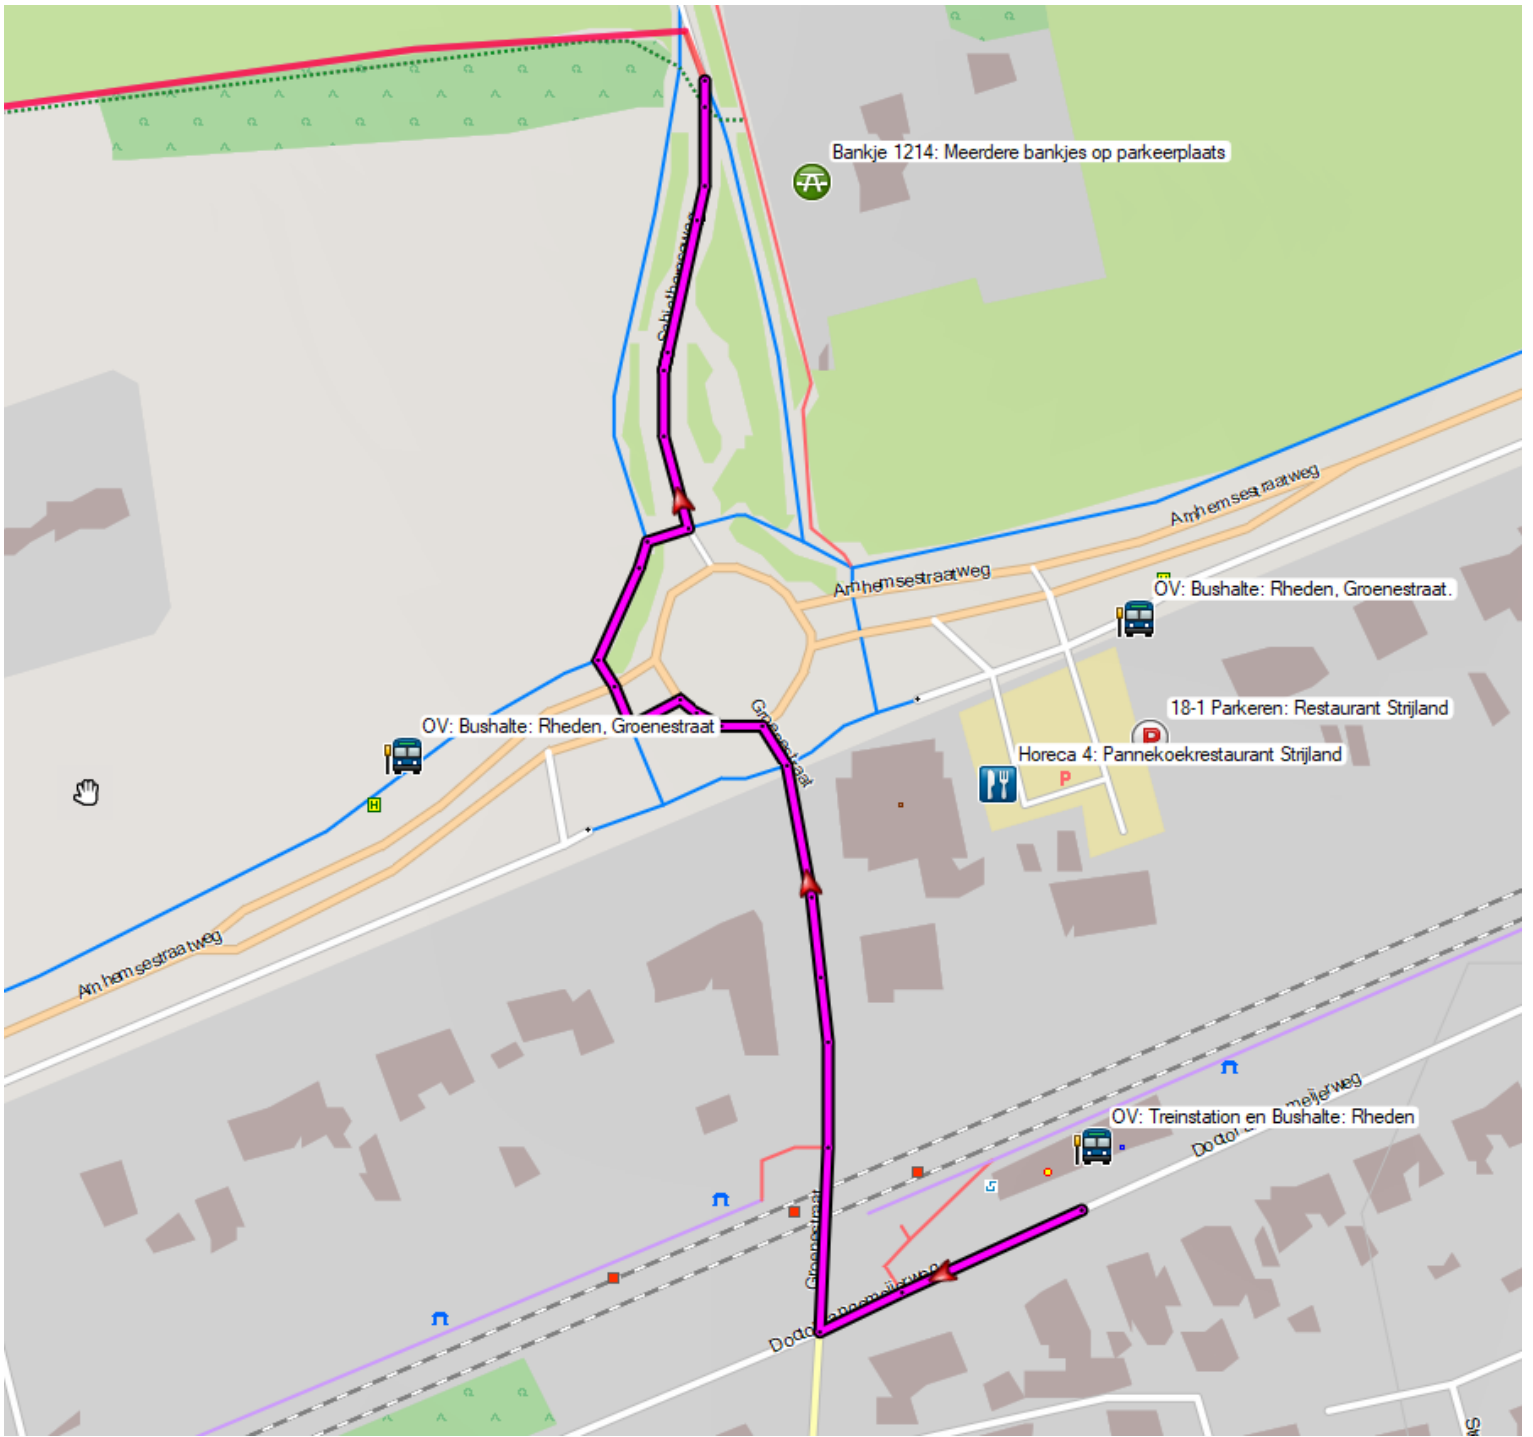 Bankje 1214: Meerdere bankjes op parkeerplaats
Arnhemsestraatweg
Arnhemsestraatweg
OV: Bushalte: Rheden, Groenestraat.
18-1 Parkeren: Restaurant Strijland
P
Groenestraat
OV: Bushalte: Rheden, Groenestraat
Horeca 4: Pannekoekrestaurant Strijland
P
H
Arnhemsestraatweg
OV: Treinstation en Bushalte: Rheden
Groenestraat